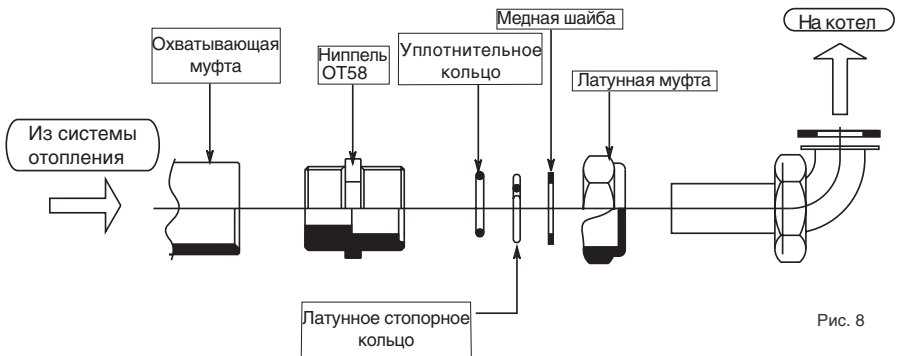 Медная шайба
На котел
Охватывающая
муфта
Ниппель
ОТ58
Уплотнительное
кольцо
Латунная муфта
Из системы
отопления
Латунное стопорное
кольцо
Рис. 8